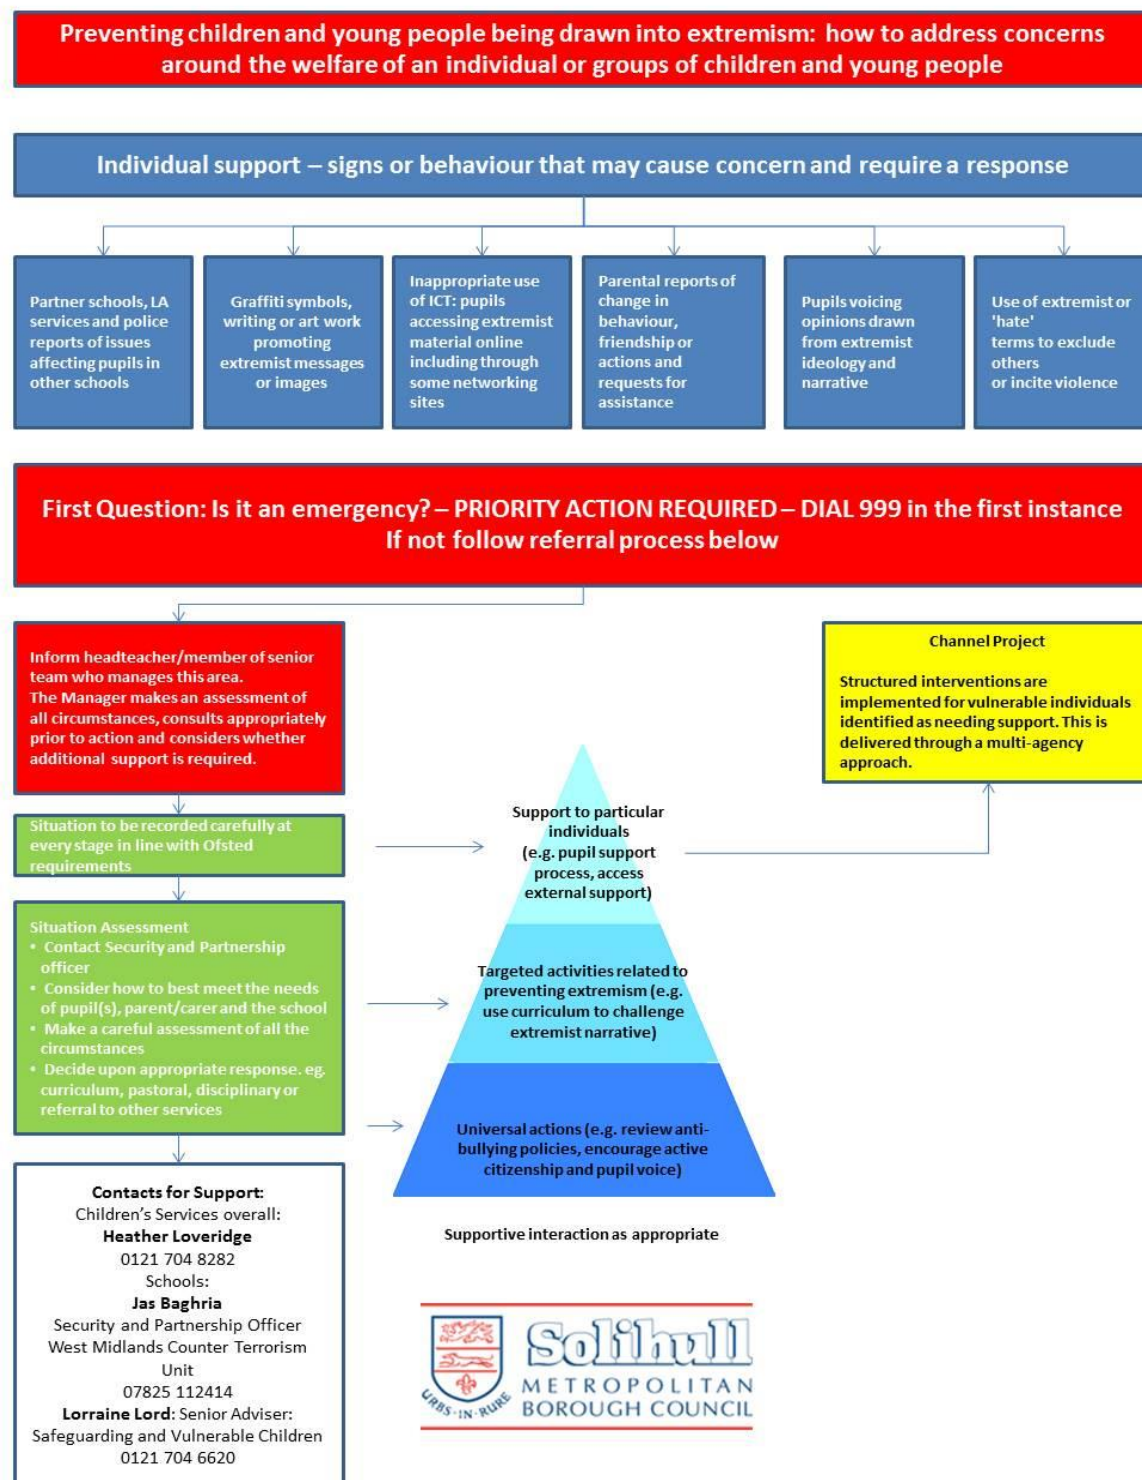 Preventing children and young people being drawn into extremism: how to address concerns
around the welfare of an individual or groups of children and young people
Individual support – signs or behaviour that may cause concern and require a response
Partner schools, LA
services and police
reports of issues
affecting pupils in
other schools
Graffiti symbols,
writing or art work
promoting
extremist messages
or images
Inappropriate use
of ICT: pupils
accessing extremist
material online
including through
some networking
sites
Parental reports of
change in
behaviour,
friendship or
actions and
requests for
assistance
Pupils voicing
opinions drawn
from extremist
ideology and
narrative
Use of extremist or
'hate'
terms to exclude
others
or incite violence
First Question: Is it an emergency? – PRIORITY ACTION REQUIRED – DIAL 999 in the first instance
If not follow referral process below
Inform headteacher/member of senior
team who manages this area.
The Manager makes an assessment of
all circumstances, consults appropriately
prior to action and considers whether
additional support is required.
Channel Project
Structured interventions are
implemented for vulnerable individuals
identified as needing support. This is
delivered through a multi-agency
approach.
Situation to be recorded carefully at
every stage in line with Ofsted
requirements
Support to particular
individuals
(e.g. pupil support
process, access
external support)
Situation Assessment
• Contact Security and Partnership
officer
• Consider how to best meet the needs
of pupil(s), parent/carer and the school
• Make a careful assessment of all the
circumstances
• Decide upon appropriate response. eg.
curriculum, pastoral, disciplinary or
referral to other services
Targeted activities related to
preventing extremism (e.g.
use curriculum to challenge
extremist narrative)
Universal actions (e.g. review anti-
bullying policies, encourage active
citizenship and pupil voice)
Supportive interaction as appropriate
Contacts for Support:
Children's Services overall:
Heather Loveridge
0121 704 8282
Schools:
Jas Baghria
Security and Partnership Officer
West Midlands Counter Terrorism
Unit
07825 112414
Lorraine Lord: Senior Adviser:
Safeguarding and Vulnerable Children
0121 704 6620
URBS-IN-RURE
Solihull
METROPOLITAN
BOROUGH COUNCIL